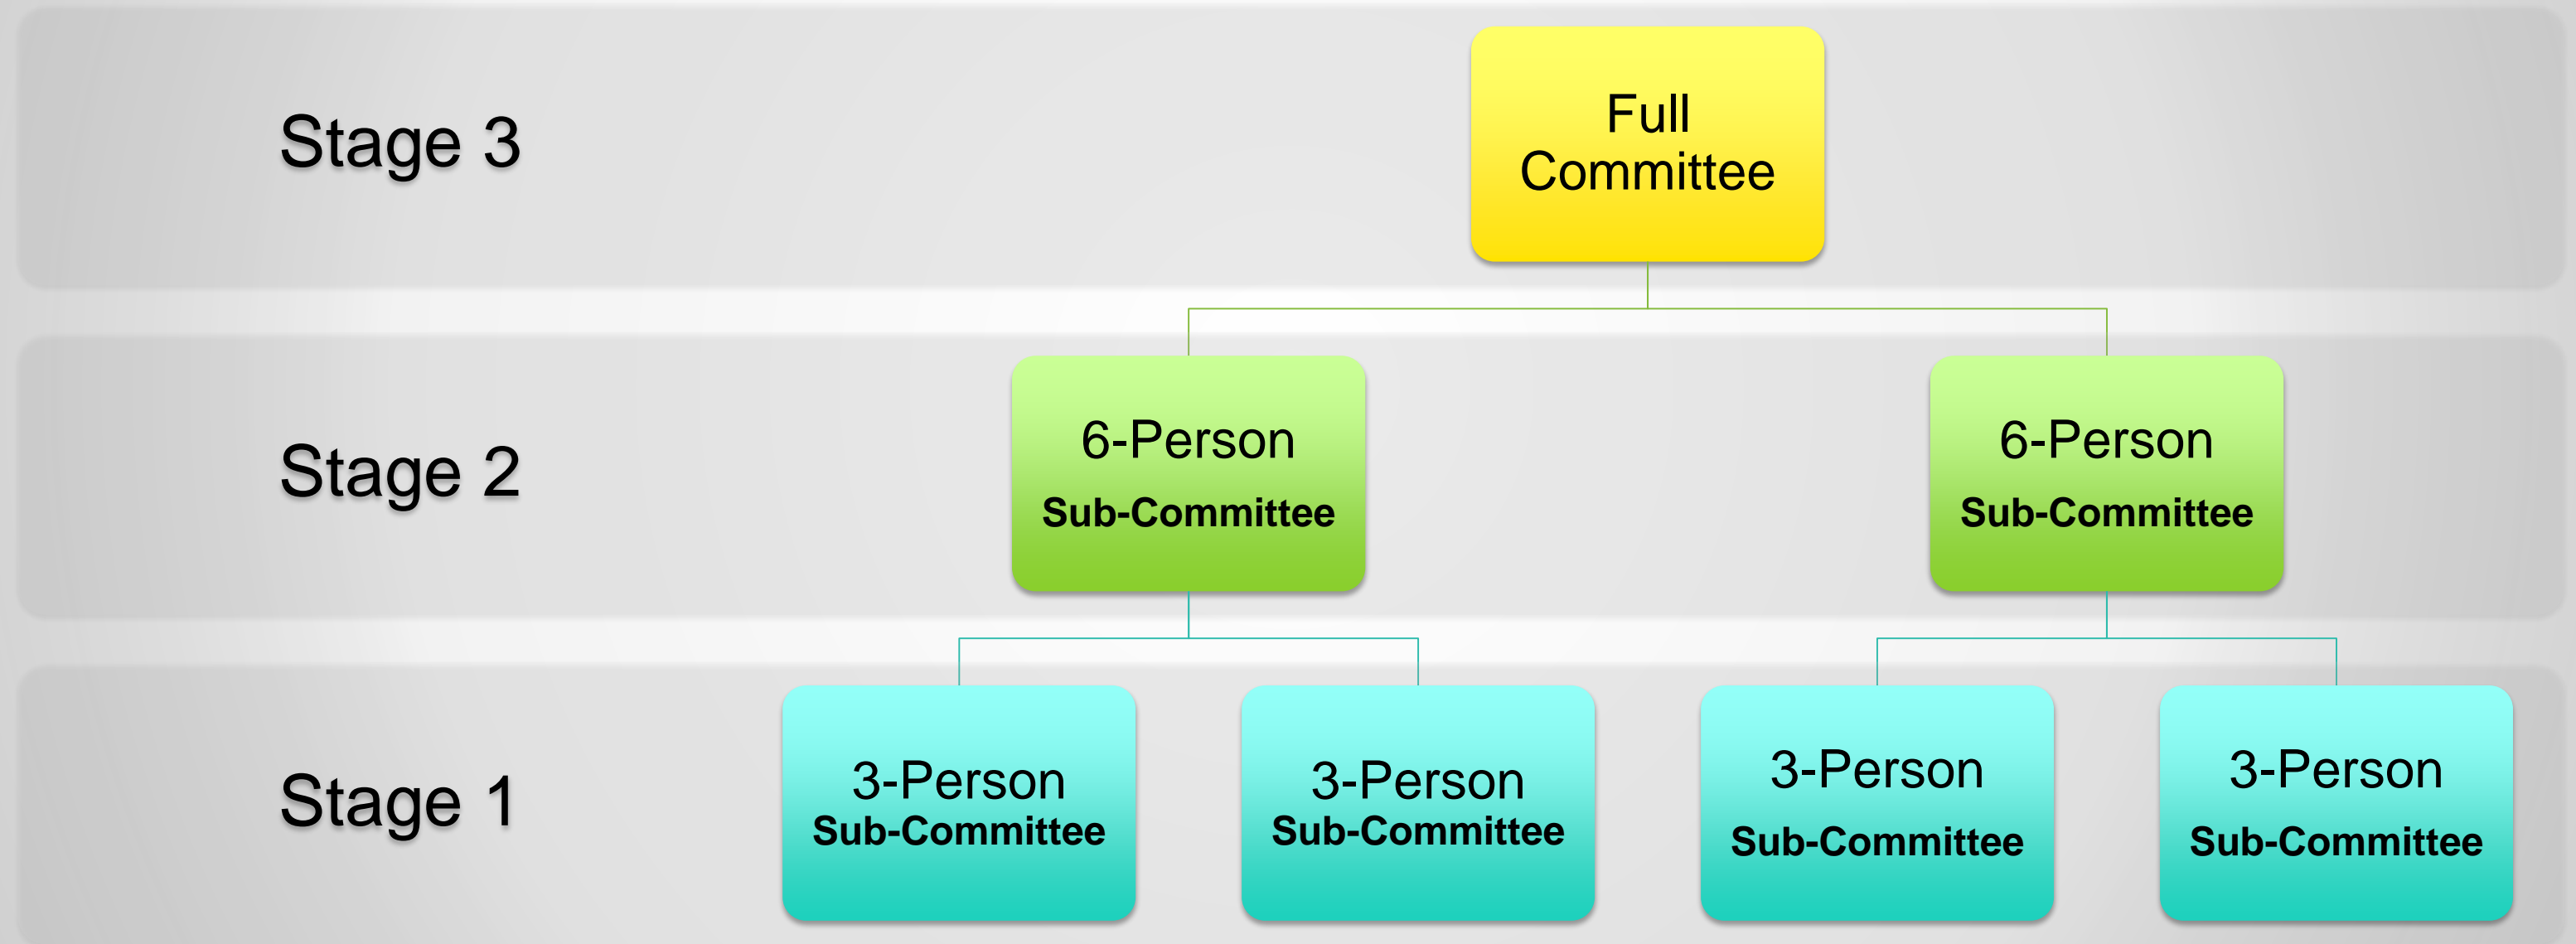 Stage 3
Full
Committee
Stage 2
6-Person
Sub-Committee
6-Person
Sub-Committee
Stage 1
3-Person
Sub-Committee
3-Person
Sub-Committee
3-Person
Sub-Committee
3-Person
Sub-Committee